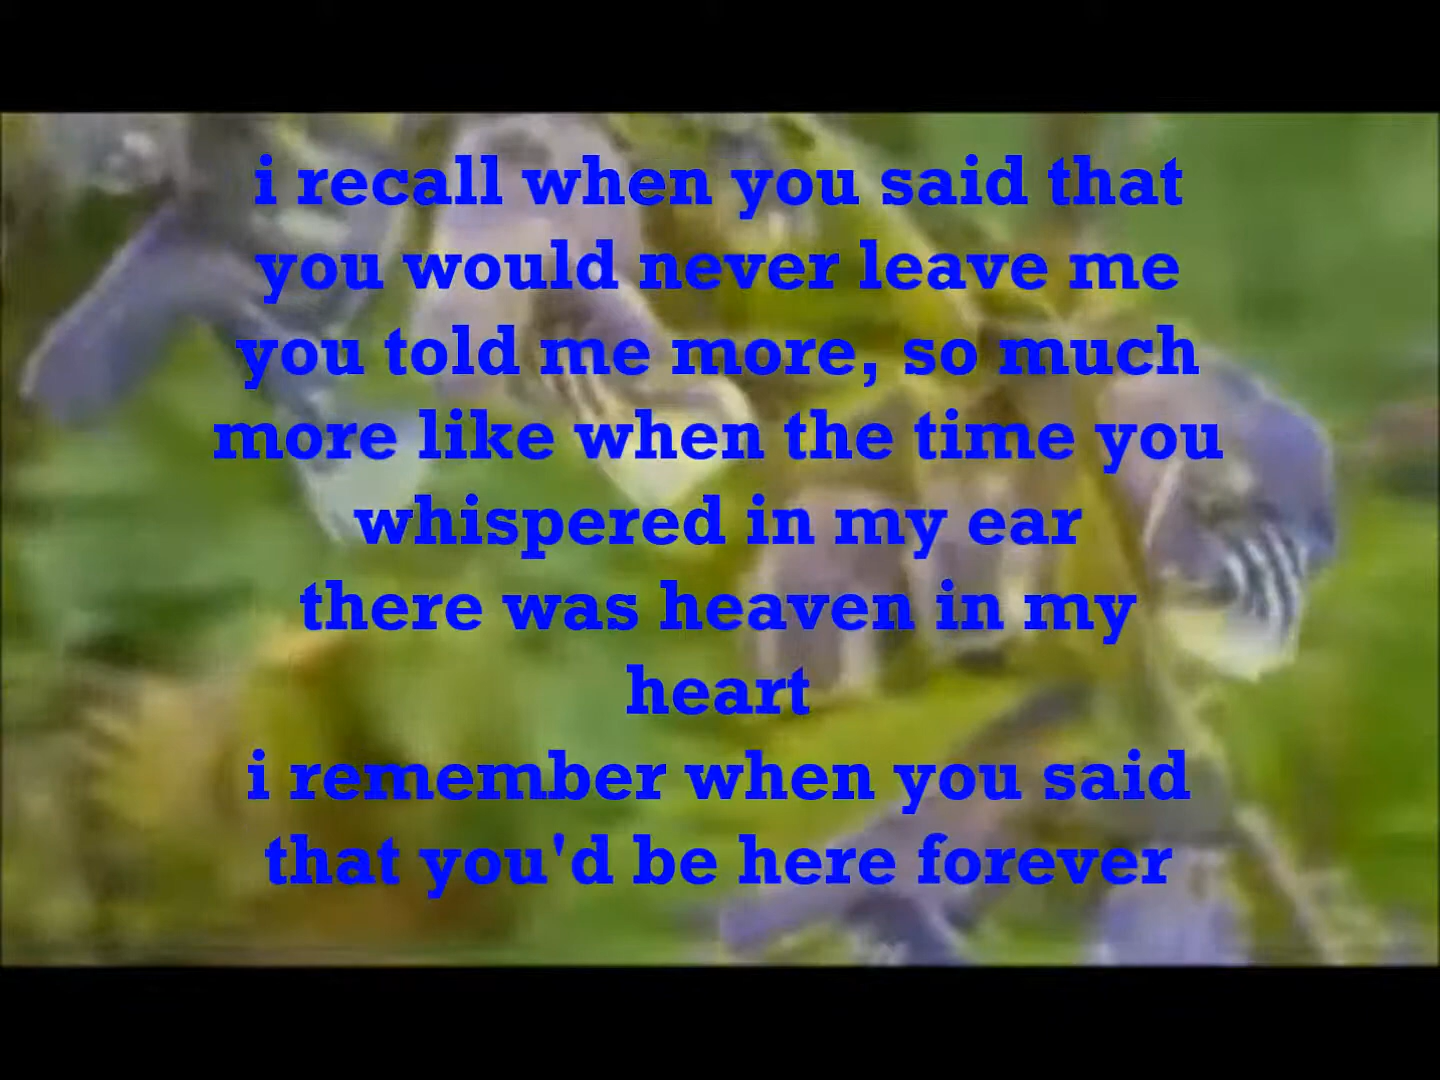 i recall when you said that
you would never leave me
you told me more, so much
more like when the time you
whispered in my ear
there was heaven in my
heart
i remember when you said
that you'd be here forever